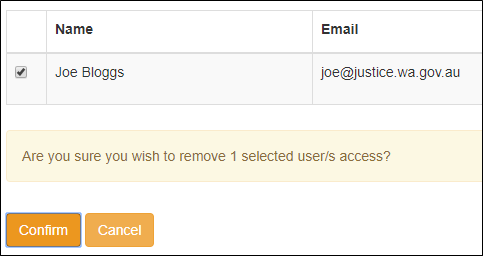 Name Email
Joe Bloggs joe@justice.wa.gov.au
Are you sure you wish to remove 1 selected user/s access?
Confirm Cancel